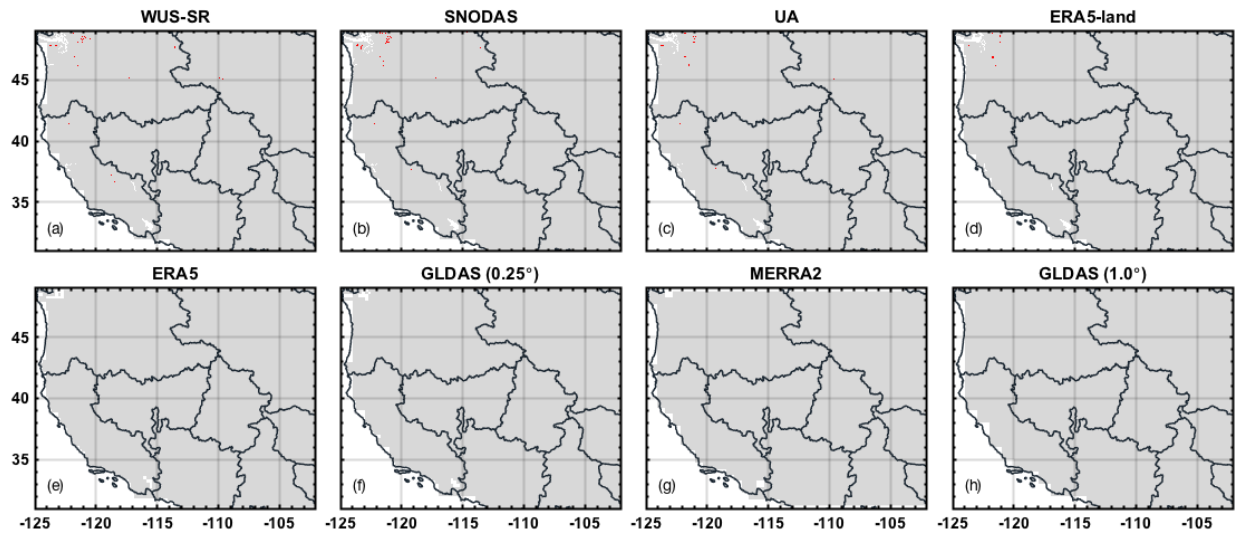 WUS-SR SNODAS UA ERA5-land
45
40
35
(a) (b) (c) (d)
ERA5 GLDAS (0.25°) MERRA2 GLDAS (1.0°)
45
40
35
(e) (f) (g) (h)
-125 -120 -115 -110 -105 -125 -120 -115 -110 -105 -125 -120 -115 -110 -105 -125 -120 -115 -110 -105